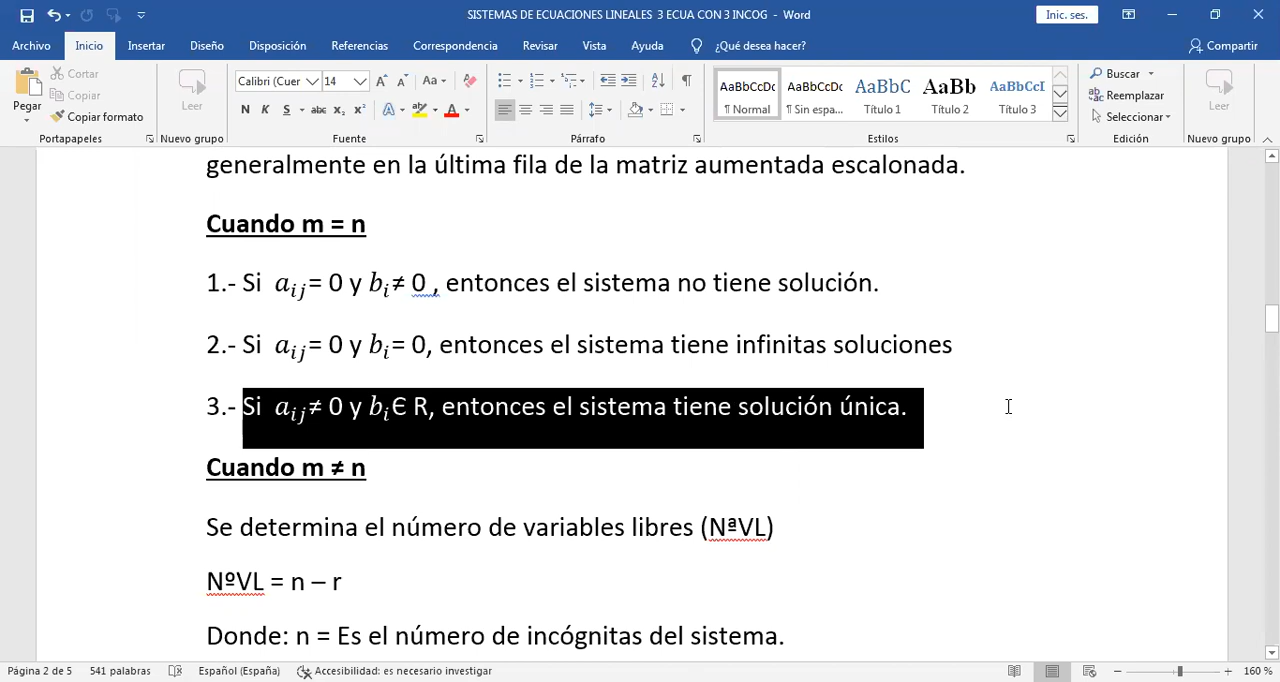 SISTEMAS DE ECUACIONES LINEALES 3 ECUA CON 3 INCOG - Word
Inic. ses.
Archivo Inicio Insertar Diseño Disposición Referencias Correspondencia Revisar Vista Ayuda ¿Qué desea hacer? Compartir
Pegar
Cortar
Copiar
Copiar formato
Portapapeles
Leer
Nuevo grupo
Calibri (Cuer 14
N K S abc x₂ x²
Fuente
Párrafo
AaBbCcDc AaBbCcDc AaBbC AaBb AaBbCcI
¶ Normal ¶ Sin espa... Título 1 Título 2 Título 3
Estilos
Buscar
Reemplazar
Seleccionar
Edición
Leer
Nuevo grupo
generalmente en la última fila de la matriz aumentada escalonada.
Cuando m = n
1.- Si aij= 0 y bi≠ 0 , entonces el sistema no tiene solución.
2.- Si aij= 0 y bi= 0, entonces el sistema tiene infinitas soluciones
3.- Si aij≠ 0 y biЄ R, entonces el sistema tiene solución única.
Cuando m ≠ n
Se determina el número de variables libres (NªVL)
NºVL = n – r
Donde: n = Es el número de incógnitas del sistema.
Página 2 de 5 541 palabras Español (España) Accesibilidad: es necesario investigar 160 %